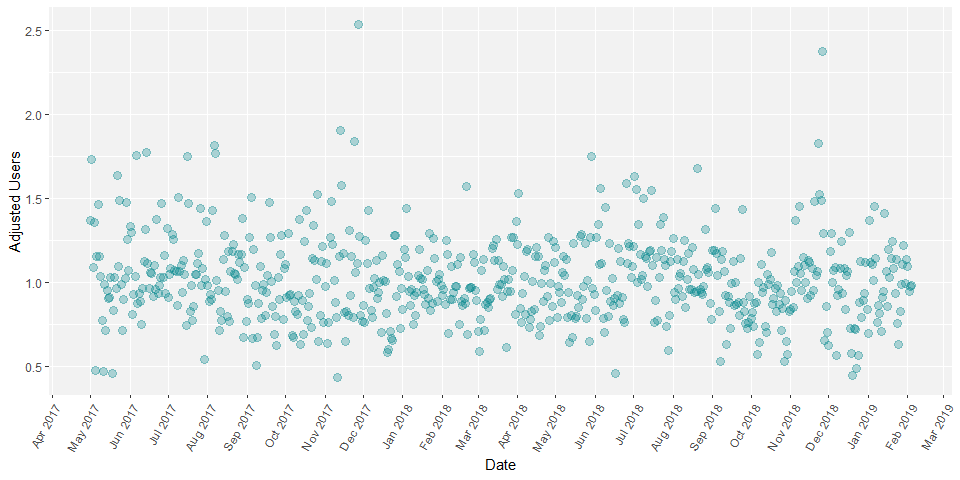 2.5
2.0
1.5
1.0
0.5
Adjusted Users
Apr 2017
May 2017
Jun 2017
Jul 2017
Aug 2017
Sep 2017
Oct 2017
Nov 2017
Dec 2017
Jan 2018
Feb 2018
Mar 2018
Apr 2018
May 2018
Jun 2018
Jul 2018
Aug 2018
Sep 2018
Oct 2018
Nov 2018
Dec 2018
Jan 2019
Feb 2019
Mar 2019
Date